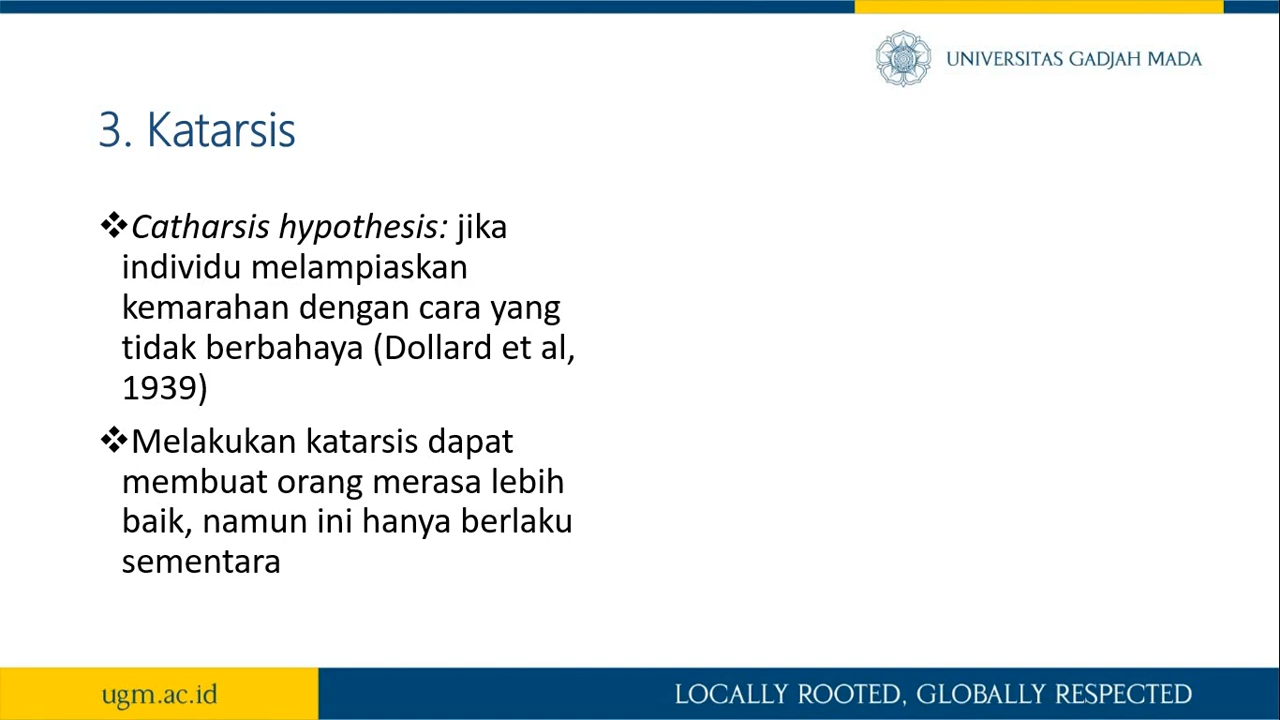 UNIVERSITAS GADJAH MADA
3. Katarsis
❖Catharsis hypothesis: jika
individu melampiaskan
kemarahan dengan cara yang
tidak berbahaya (Dollard et al,
1939)
❖Melakukan katarsis dapat
membuat orang merasa lebih
baik, namun ini hanya berlaku
sementara
ugm.ac.id
LOCALLY ROOTED, GLOBALLY RESPECTED